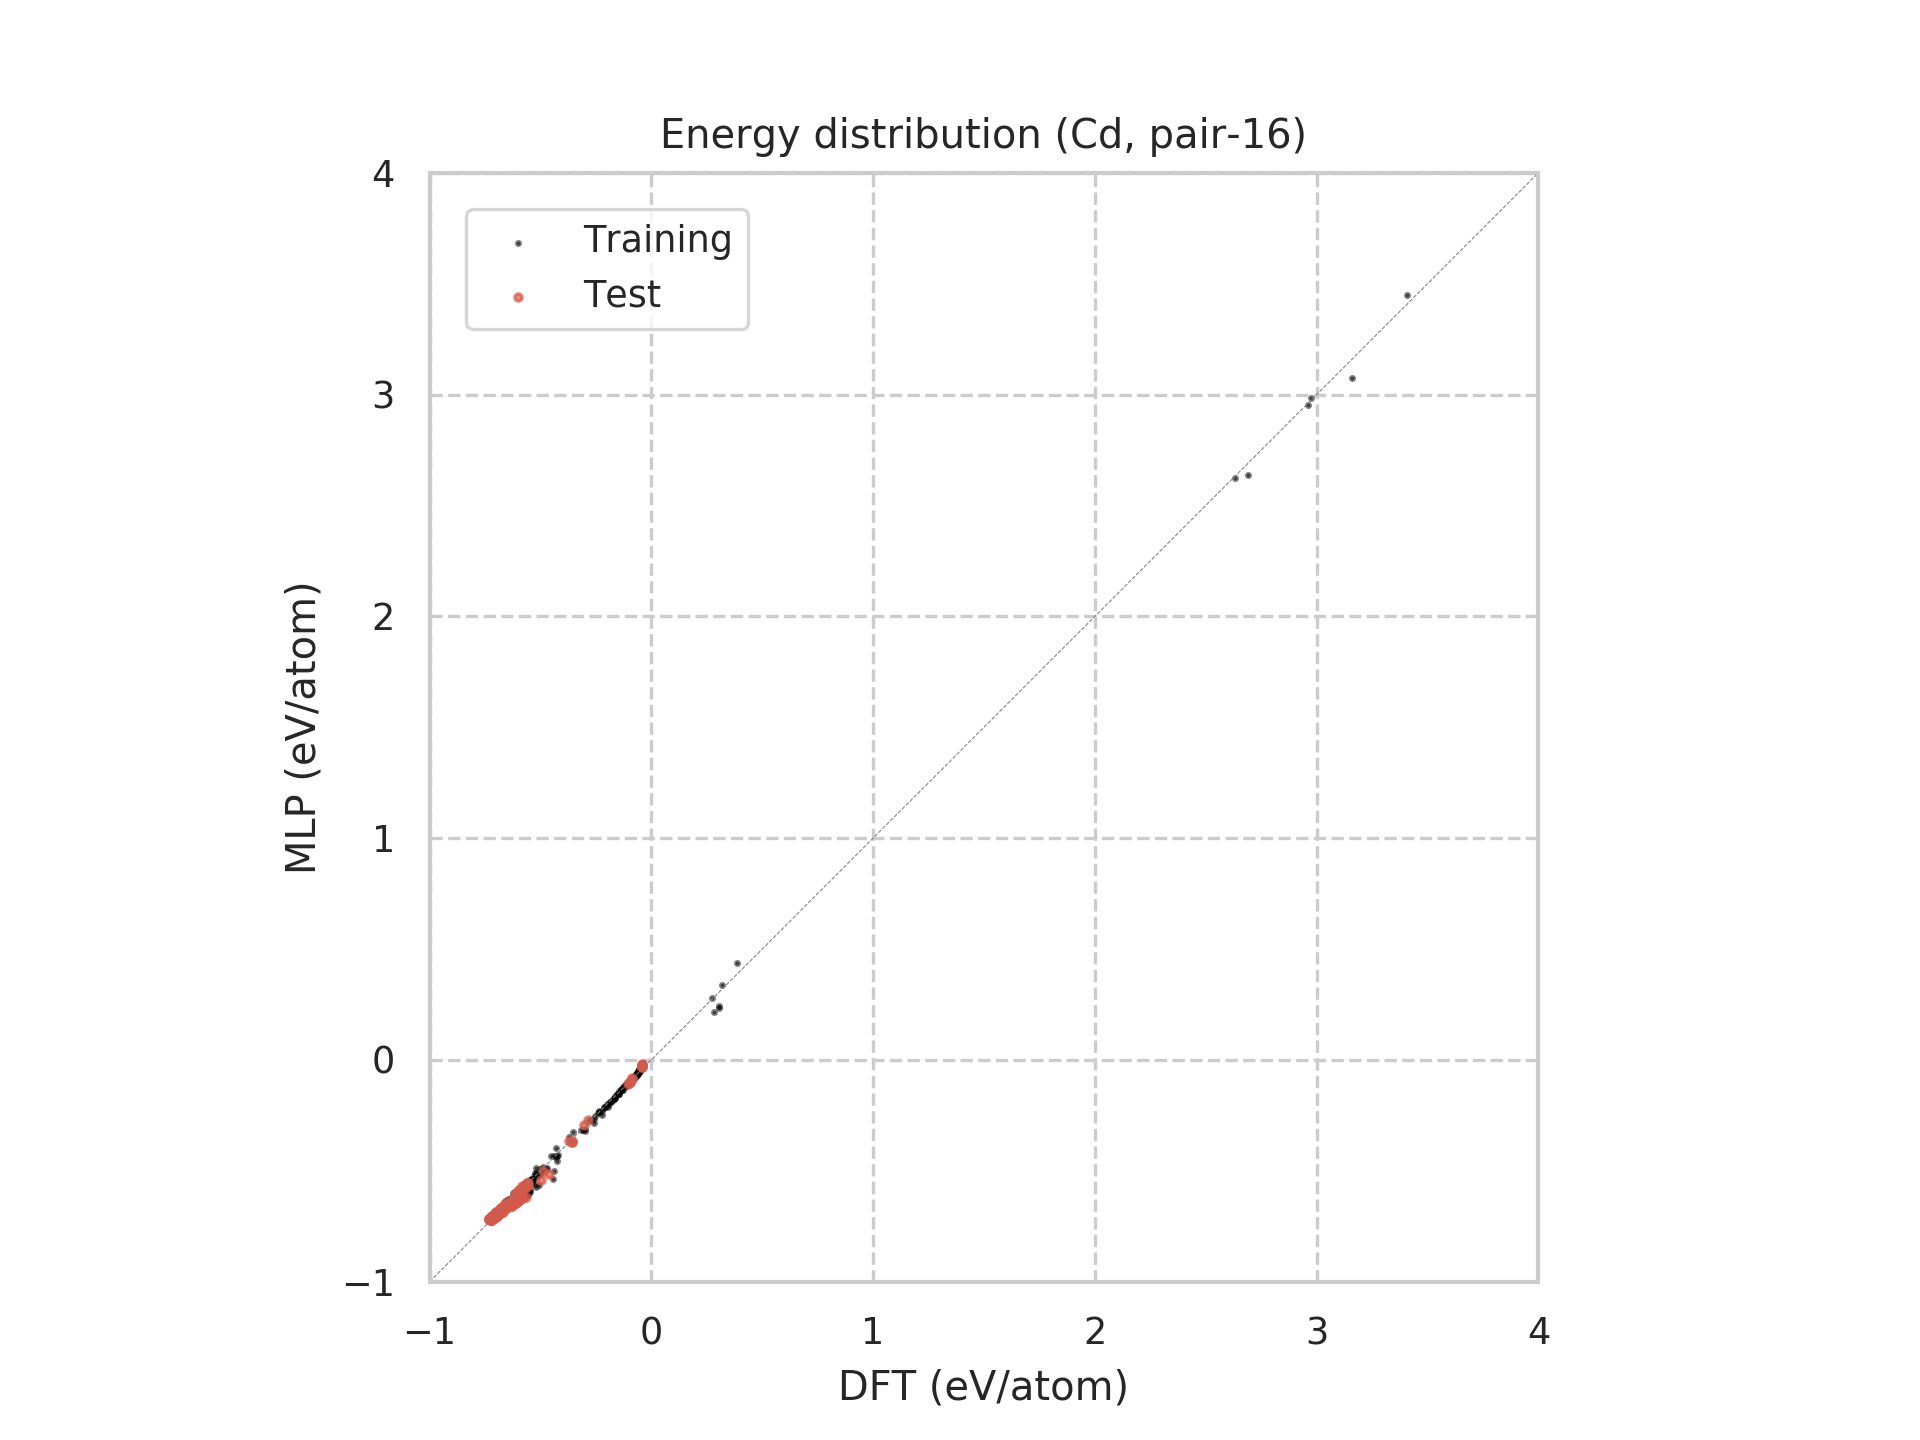 Energy distribution (Cd, pair-16)
4
3
2
1
0
−1
Training
Test
MLP (eV/atom)
−1 0 1 2 3 4
DFT (eV/atom)